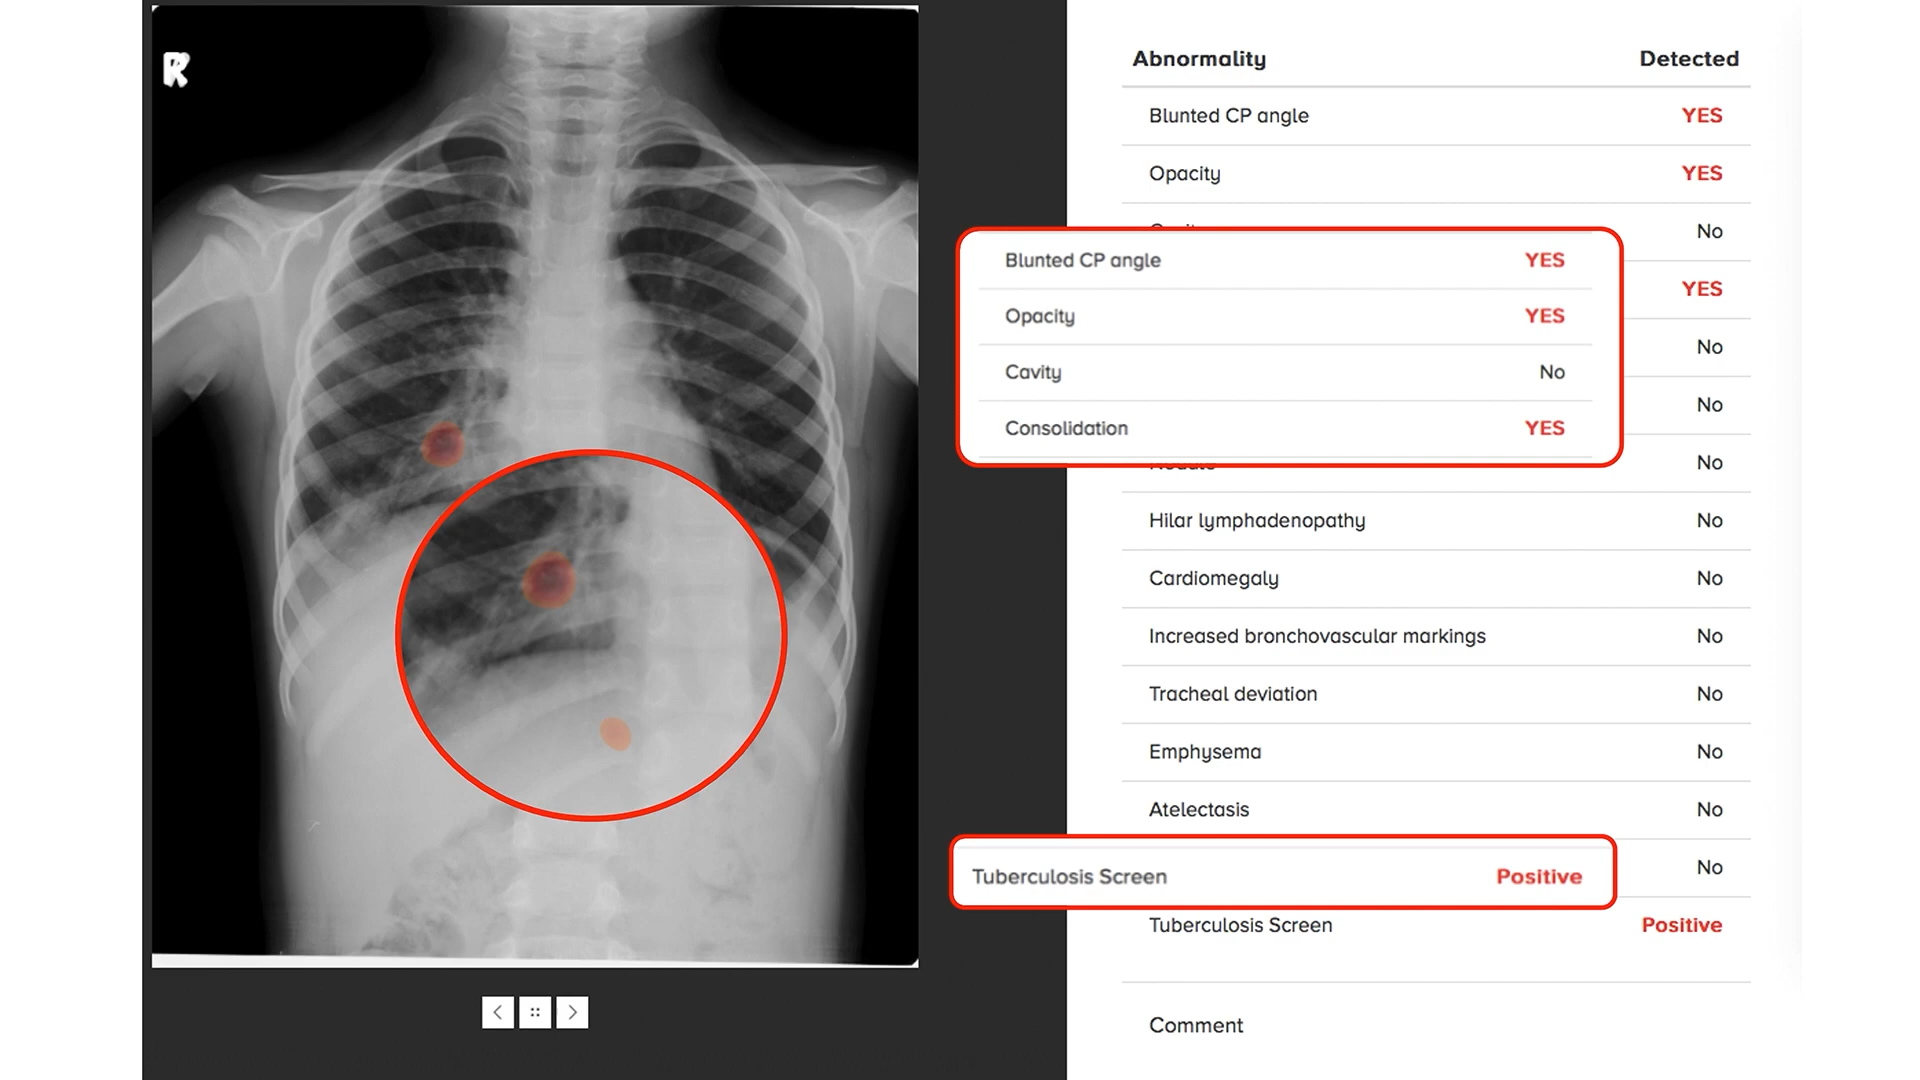 R
Abnormality Detected
Blunted CP angle YES
Opacity YES
No
Blunted CP angle YES
Opacity YES
Cavity No
Consolidation YES
YES
No
No
No
Hilar lymphadenopathy No
Cardiomegaly No
Increased bronchovascular markings No
Tracheal deviation No
Emphysema No
Atelectasis No
No
Tuberculosis Screen Positive
Tuberculosis Screen Positive
Comment